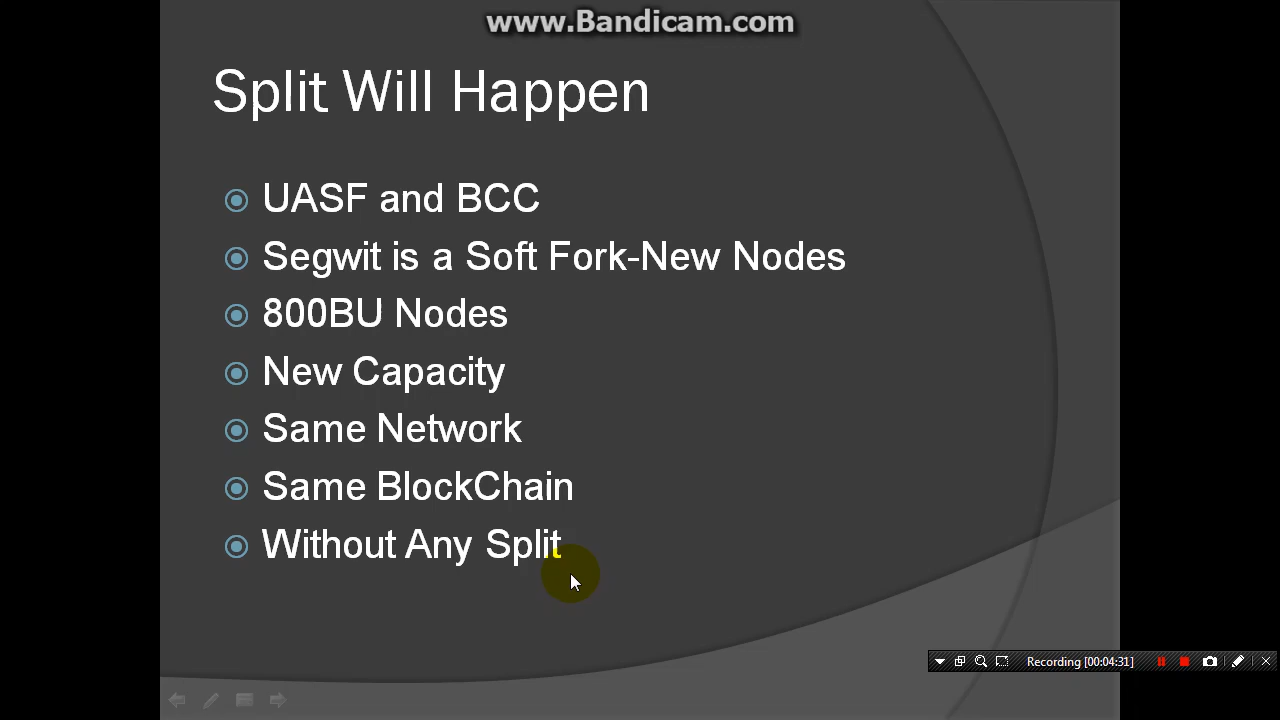 www.Bandicam.com
Split Will Happen
UASF and BCC
Segwit is a Soft Fork-New Nodes
800BU Nodes
New Capacity
Same Network
Same BlockChain
Without Any Split
Recording [00:04:31]